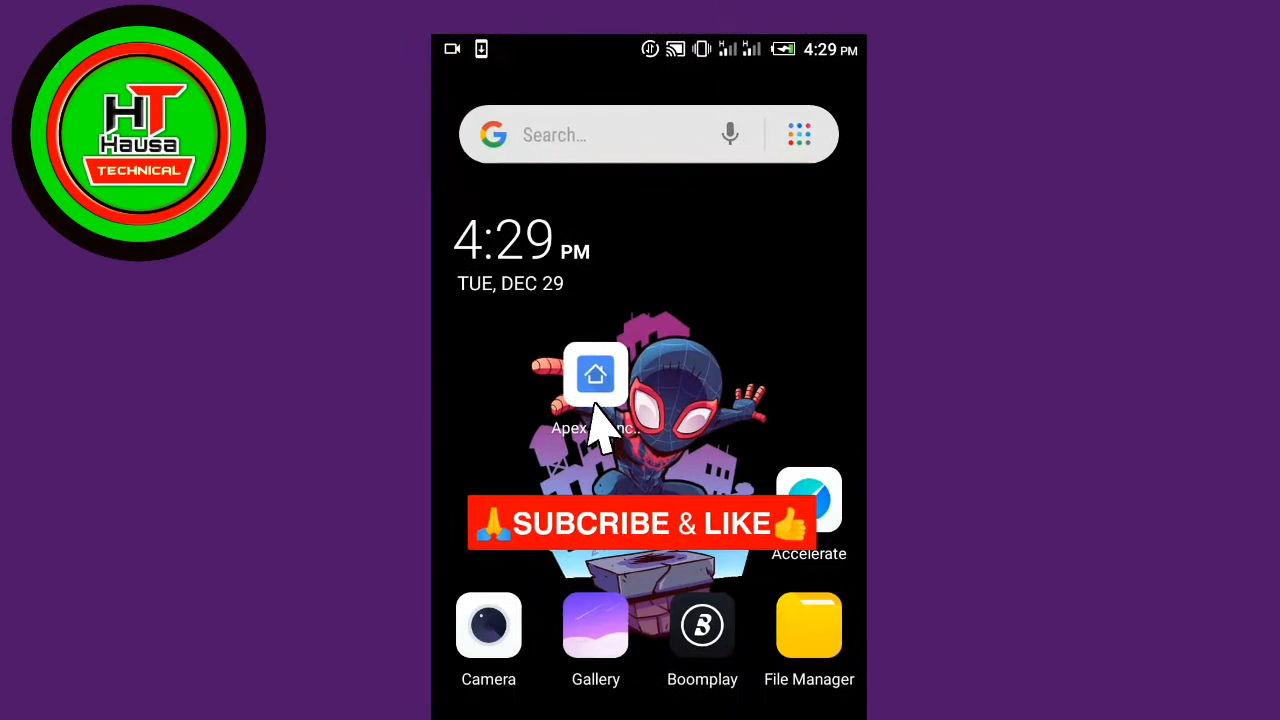 HT
Hausa
TECHNICAL
4:29 PM
Search...
4:29 PM
TUE, DEC 29
Apex
🙏SUBCRIBE & LIKE👍
Accelerate
Camera
Gallery
Boomplay
File Manager